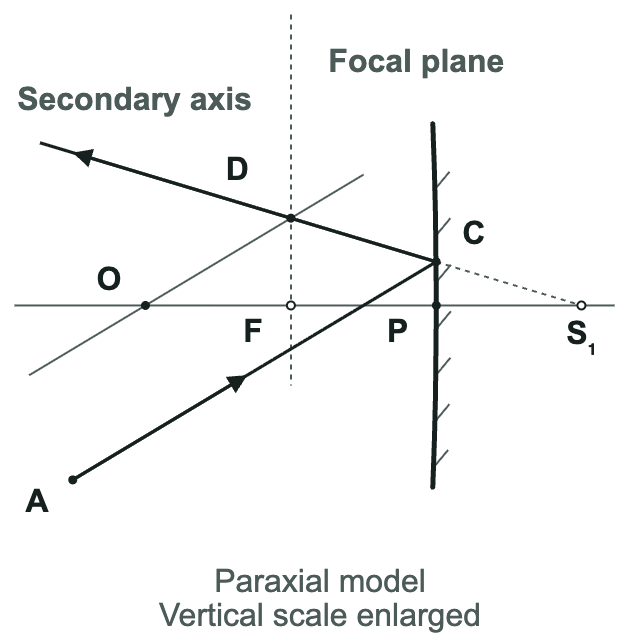 Focal plane
Secondary axis
D
C
O
F
P
S₁
A
Paraxial model
Vertical scale enlarged